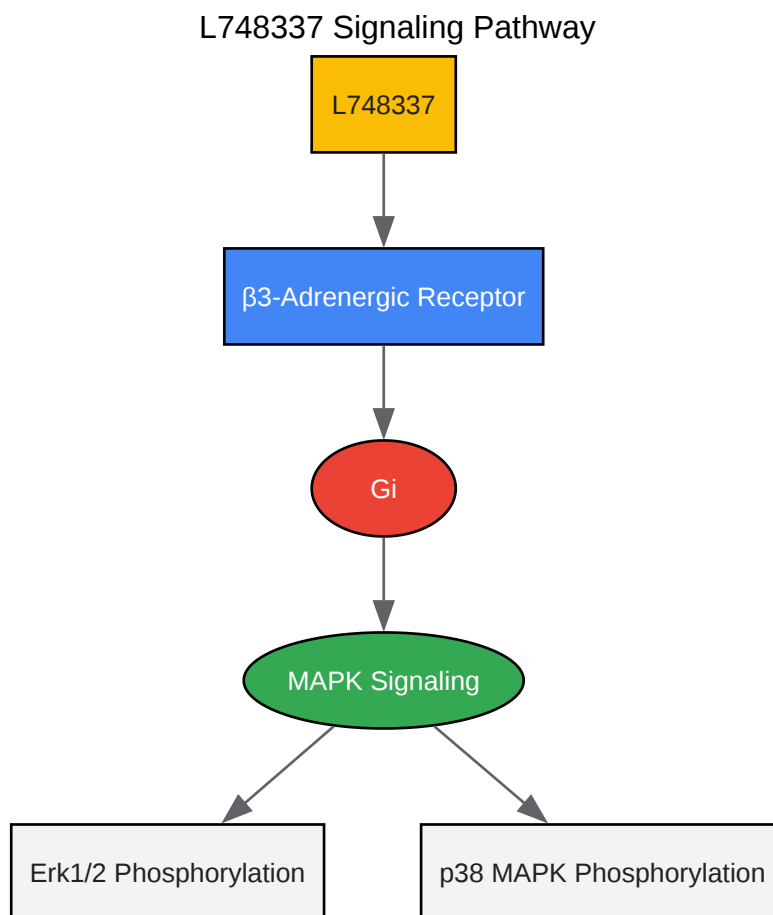 L748337 Signaling Pathway
L748337
β3-Adrenergic Receptor
Gi
MAPK Signaling
Erk1/2 Phosphorylation
p38 MAPK Phosphorylation